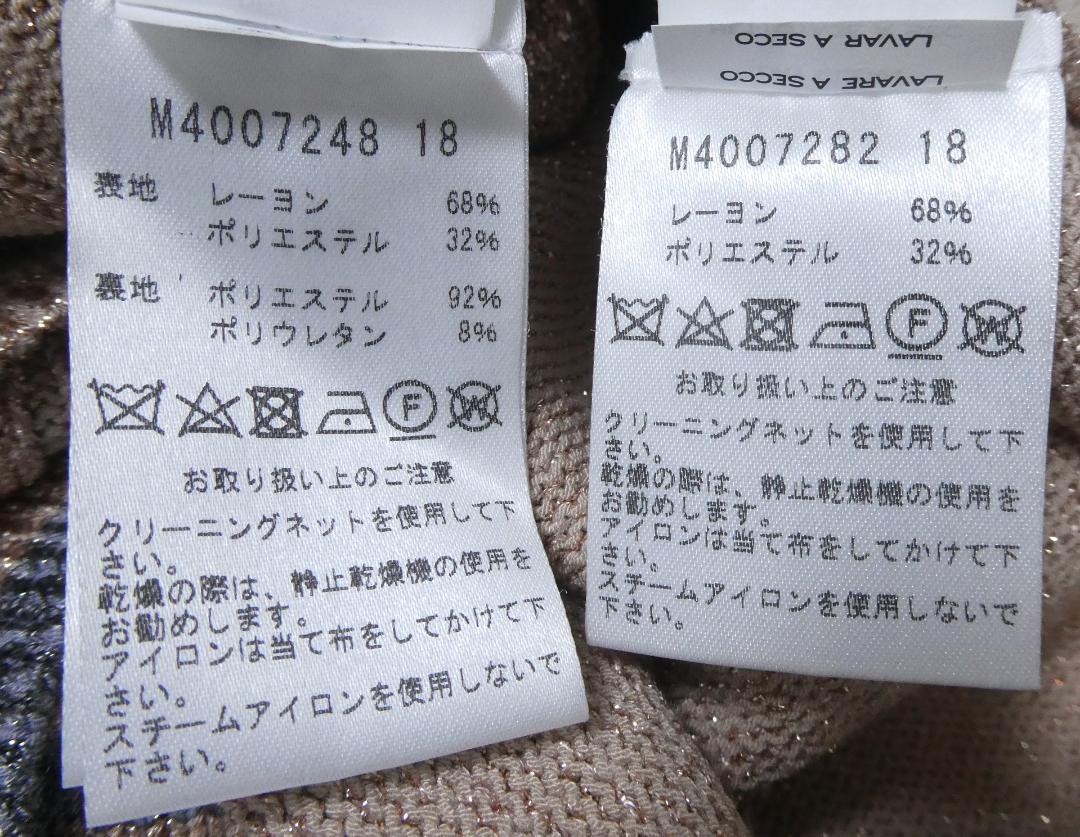 M4007248 18
表地 レーヨン 68%
ポリエステル 32%
裏地 ポリエステル 92%
ポリウレタン 8%
F W
お取り扱い上のご注意
クリーニングネットを使用して下
さい。
乾燥の際は、静止乾燥機の使用を
お勧めします。
アイロンは当て布をしてかけて下
さい。
スチームアイロンを使用しないで
下さい。
LAVAR A SECO
LAVARE A SECCO
M4007282 18
レーヨン 68%
ポリエステル 32%
F W
お取り扱い上のご注意
クリーニングネットを使用して下
さい。
乾燥の際は、静止乾燥機の使用を
お勧めします。
アイロンは当て布をしてかけて下
さい。
スチームアイロンを使用しないで
下さい。